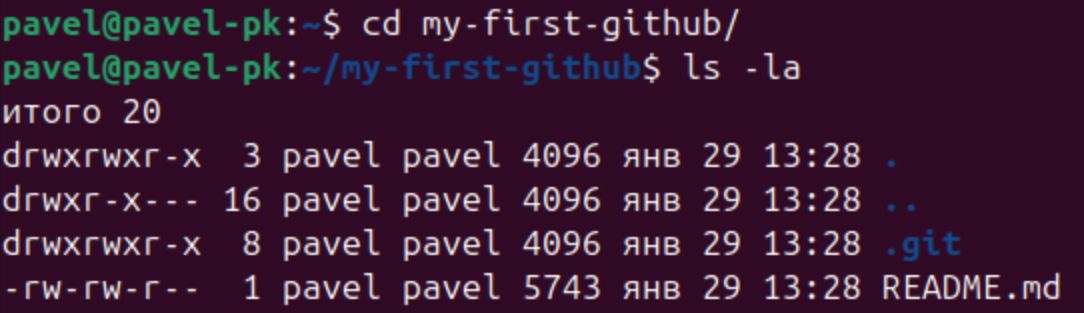 pavel@pavel-pk:~$ cd my-first-github/
pavel@pavel-pk:~/my-first-github$ ls -la
итого 20
drwxrwxr-x  3 pavel pavel 4096 янв 29 13:28 .
drwxr-x--- 16 pavel pavel 4096 янв 29 13:28 ..
drwxrwxr-x  8 pavel pavel 4096 янв 29 13:28 .git
-rw-rw-r--  1 pavel pavel 5743 янв 29 13:28 README.md